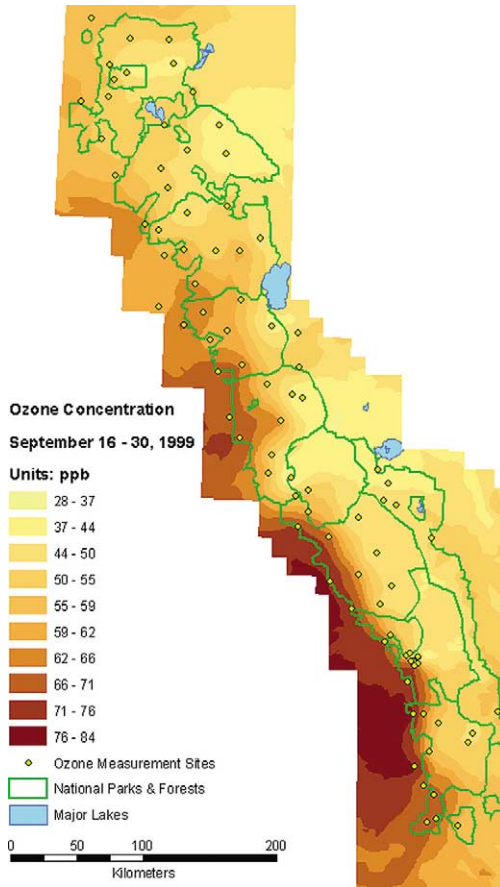 Ozone Concentration
September 16 - 30, 1999
Units: ppb
28 - 37
37 - 44
44 - 50
50 - 55
55 - 59
59 - 62
62 - 66
66 - 71
71 - 76
76 - 84
Ozone Measurement Sites
National Parks & Forests
Major Lakes
0 50 100 200
Kilometers